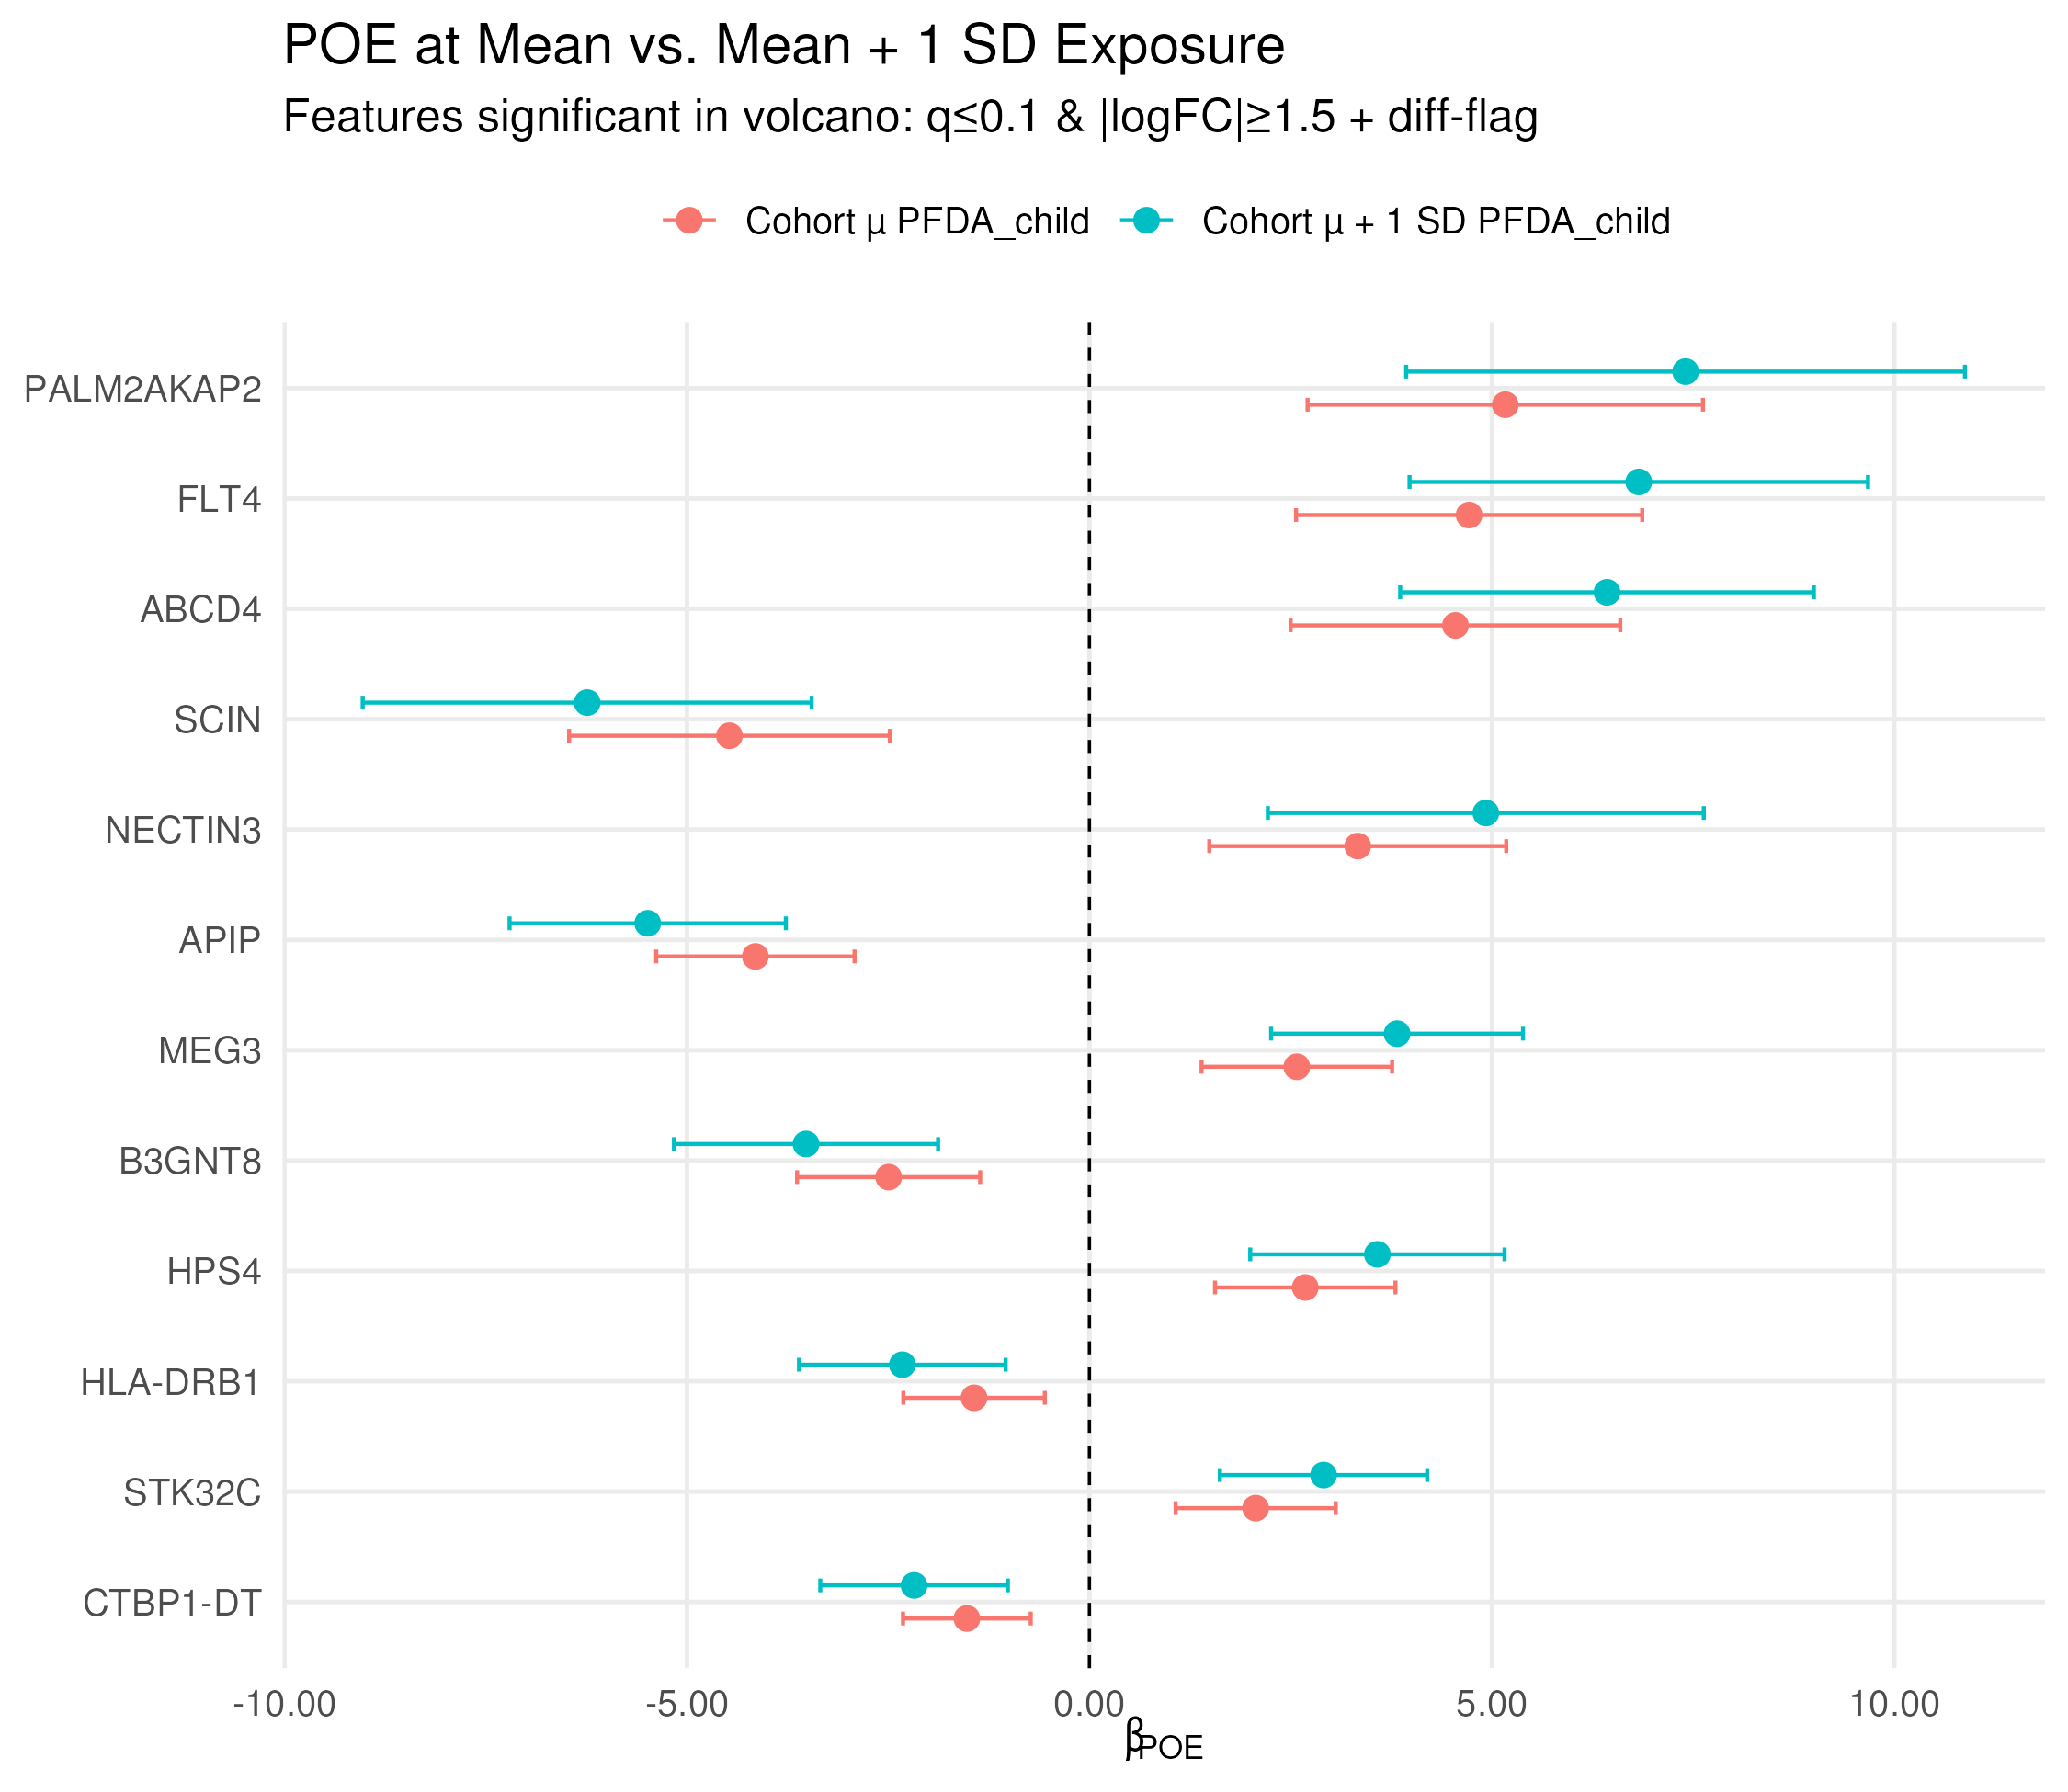 POE at Mean vs. Mean + 1 SD Exposure
Features significant in volcano: q≤0.1 & |logFC|≥1.5 + diff-flag
Cohort μ PFDA_child
Cohort μ + 1 SD PFDA_child
PALM2AKAP2
FLT4
ABCD4
SCIN
NECTIN3
APIP
MEG3
B3GNT8
HPS4
HLA-DRB1
STK32C
CTBP1-DT
-10.00
-5.00
0.00
5.00
10.00
βPOE